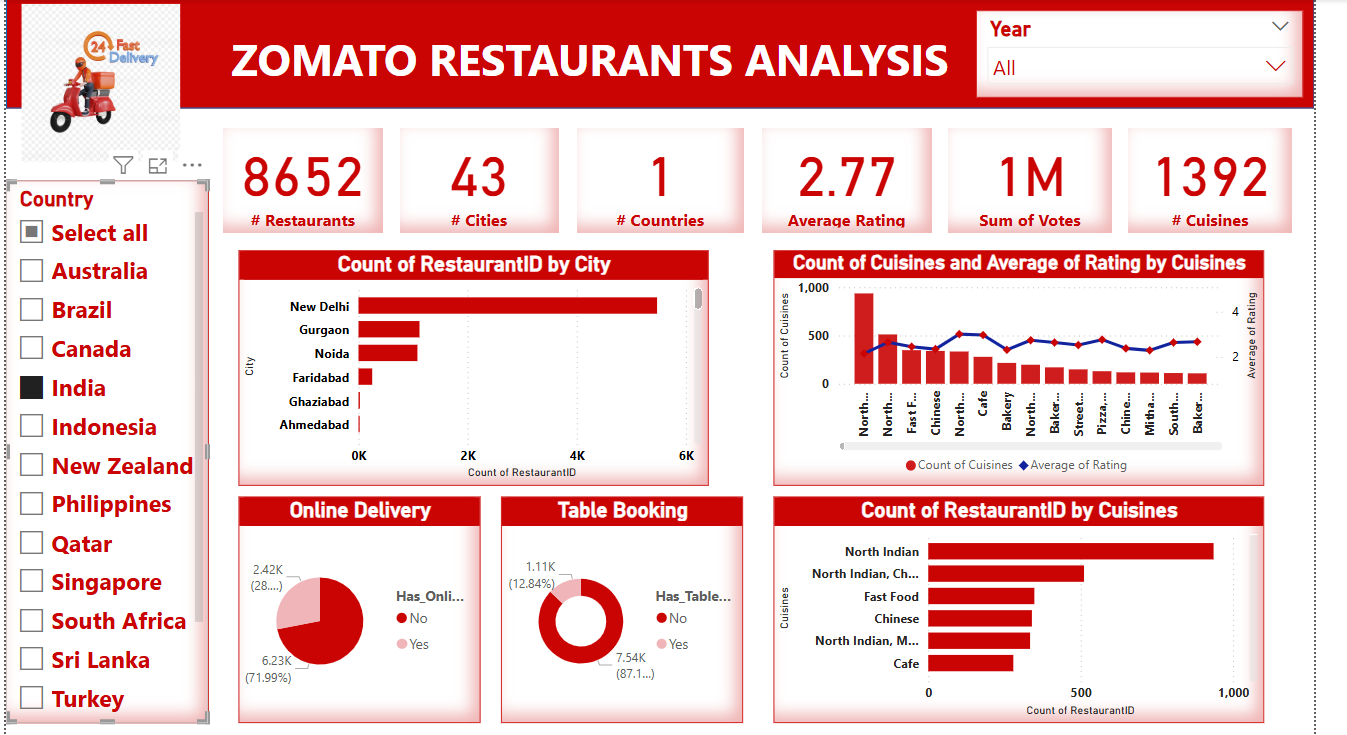 24 Fast
Delivery
ZOMATO RESTAURANTS ANALYSIS
Year
All
8652
# Restaurants
43
# Cities
1
# Countries
2.77
Average Rating
1M
Sum of Votes
1392
# Cuisines
Country
Select all
Australia
Brazil
Canada
India
Indonesia
New Zealand
Philippines
Qatar
Singapore
South Africa
Sri Lanka
Turkey
Count of RestaurantID by City
City
New Delhi
Gurgaon
Noida
Faridabad
Ghaziabad
Ahmedabad
0K 2K 4K 6K
Count of RestaurantID
Count of Cuisines and Average of Rating by Cuisines
Count of Cuisines
1,000
500
0
4
2
Average of Rating
North...
North...
Fast F...
Chinese
North...
Cafe
Bakery
North...
Baker...
Street...
Pizza,...
Chine...
Mitha...
South...
Baker...
Count of Cuisines Average of Rating
Online Delivery
2.42K
(28....)
6.23K
(71.99%)
Has_Onli...
No
Yes
Table Booking
1.11K
(12.84%)
7.54K
(87.1...)
Has_Table...
No
Yes
Count of RestaurantID by Cuisines
Cuisines
North Indian
North Indian, Ch...
Fast Food
Chinese
North Indian, M...
Cafe
0 500 1,000
Count of RestaurantID